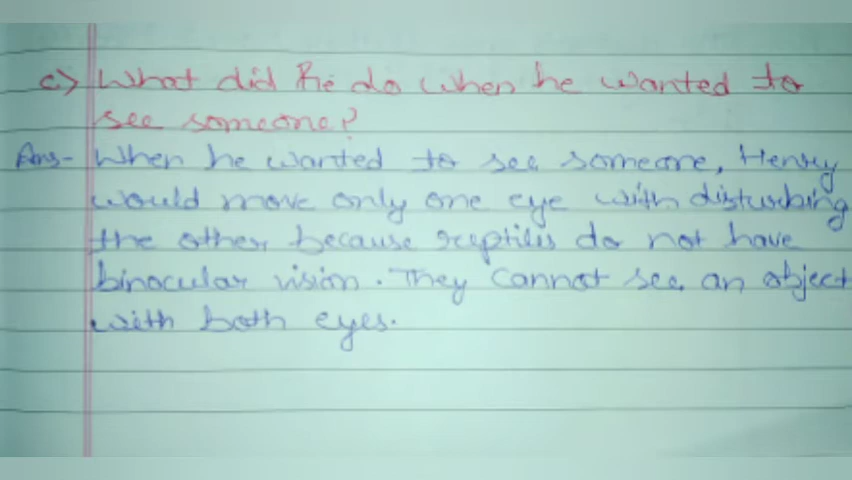 c) What did he do when he wanted to
see someone?
Ans- When he wanted to see someone, Henry
would move only one eye with disturbing
the other, because reeptiles do not have
binocular vision. They cannot see an object
with both eyes.